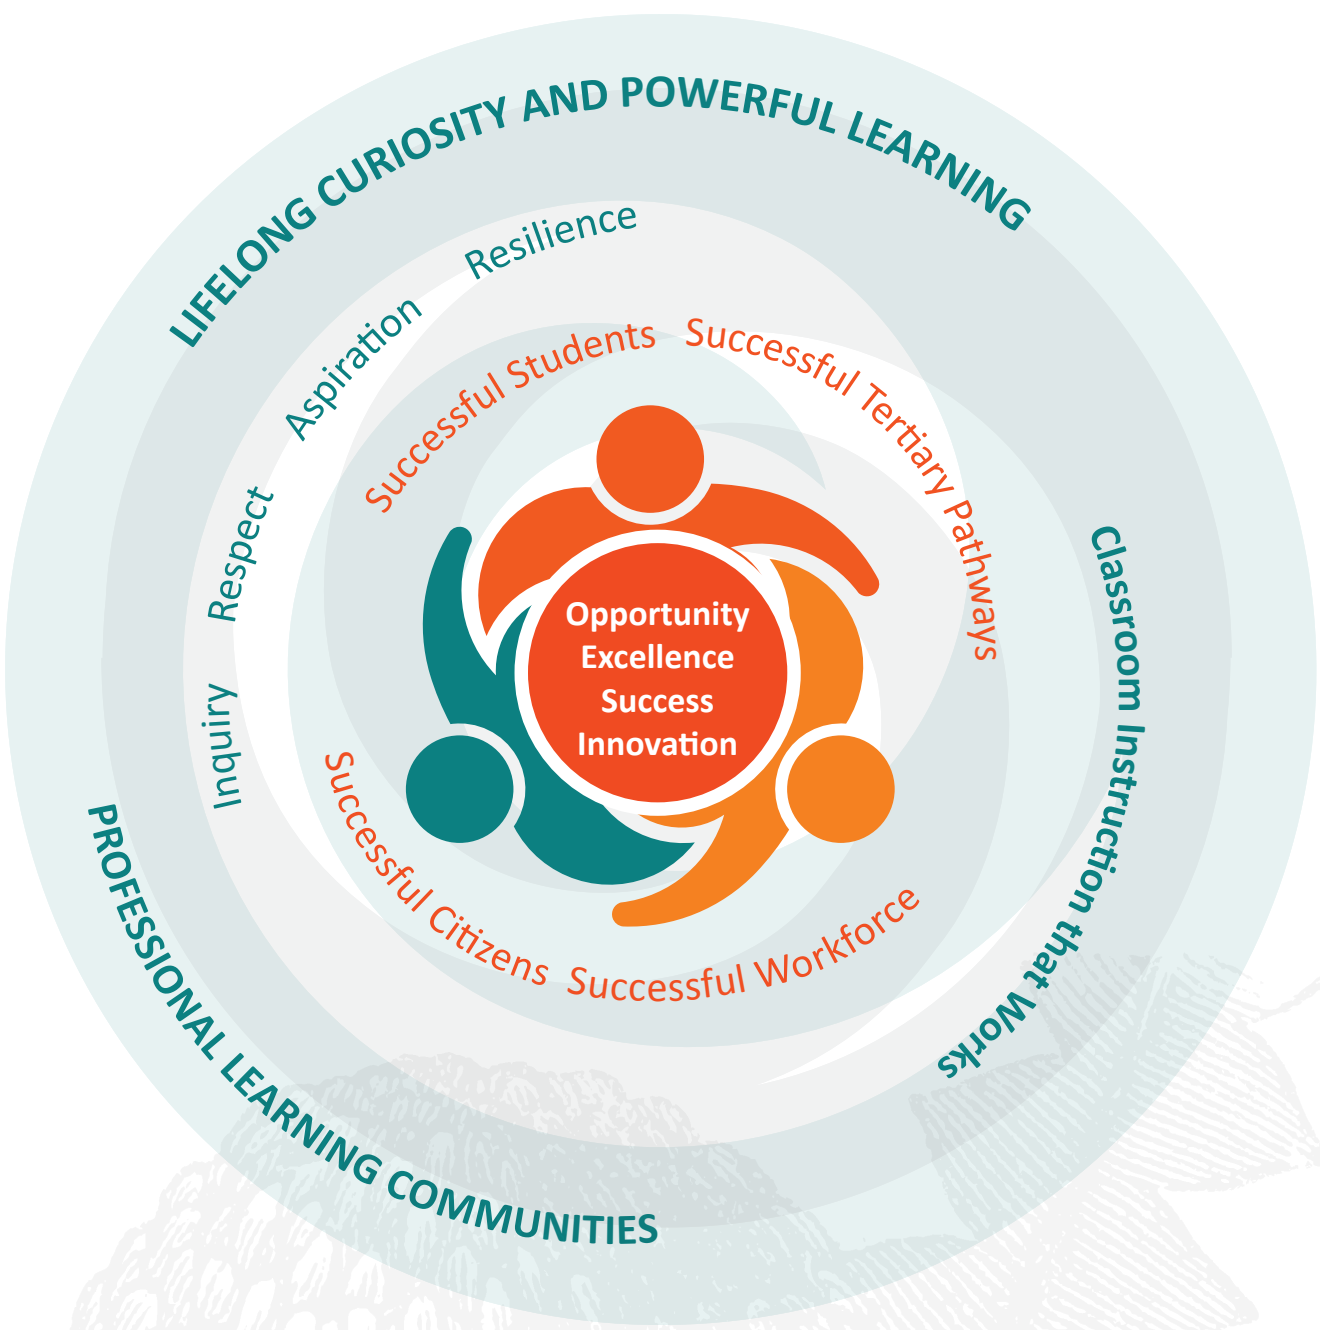 LIFELONG CURIOSITY AND POWERFUL LEARNING
Resilience
Aspiration
Respect
Inquiry
Successful Students
Successful Tertiary Pathways
Opportunity
Excellence
Success
Innovation
Classroom Instruction that Works
Successful Citizens
Successful Workforce
PROFESSIONAL LEARNING COMMUNITIES